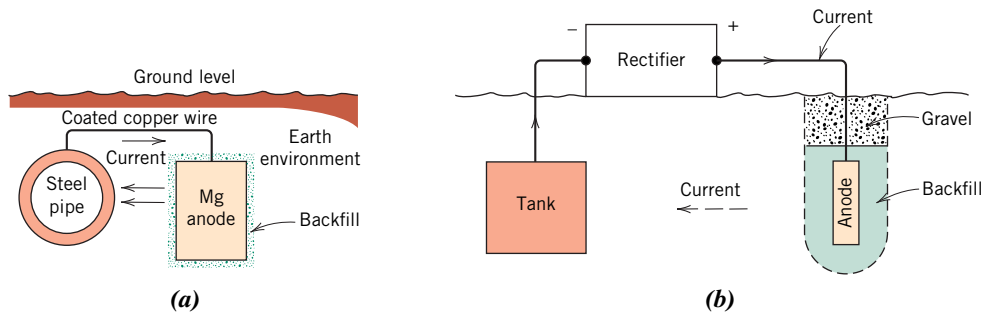 Ground level
Coated copper wire
Current
Earth
environment
Steel
pipe
Mg
anode
Backfill
(a)
Current
–
+
Rectifier
Gravel
Tank
Current
Anode
Backfill
(b)